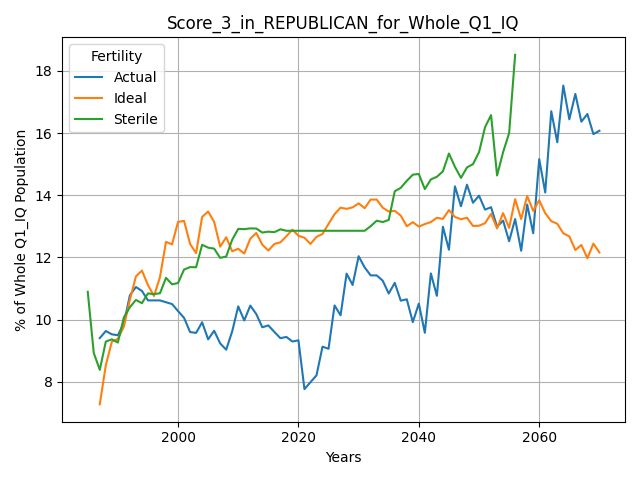 Score_3_in_REPUBLICAN_for_Whole_Q1_IQ
Fertility
Actual
Ideal
Sterile
% of Whole Q1_IQ Population
18
16
14
12
10
8
2000
2020
2040
2060
Years